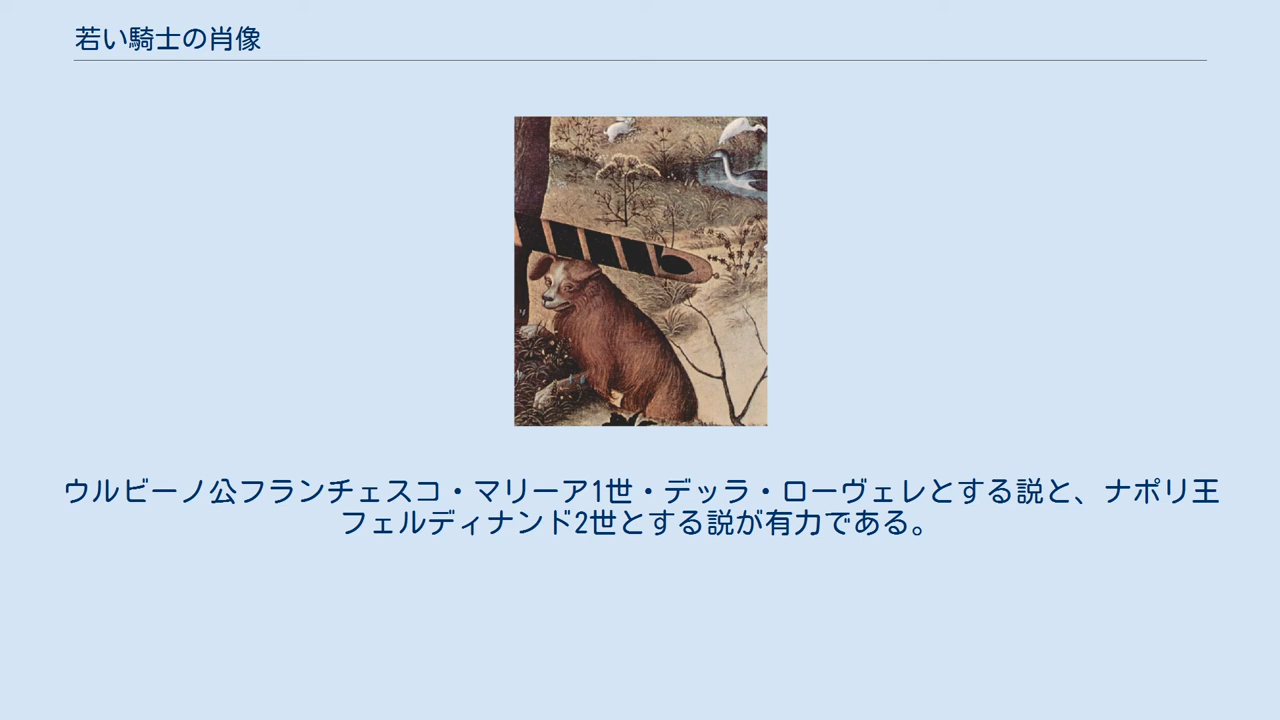 若い騎士の肖像
ウルビーノ公フランチェスコ・マリーア1世・デッラ・ローヴェレとする説と、ナポリ王
フェルディナンド2世とする説が有力である。